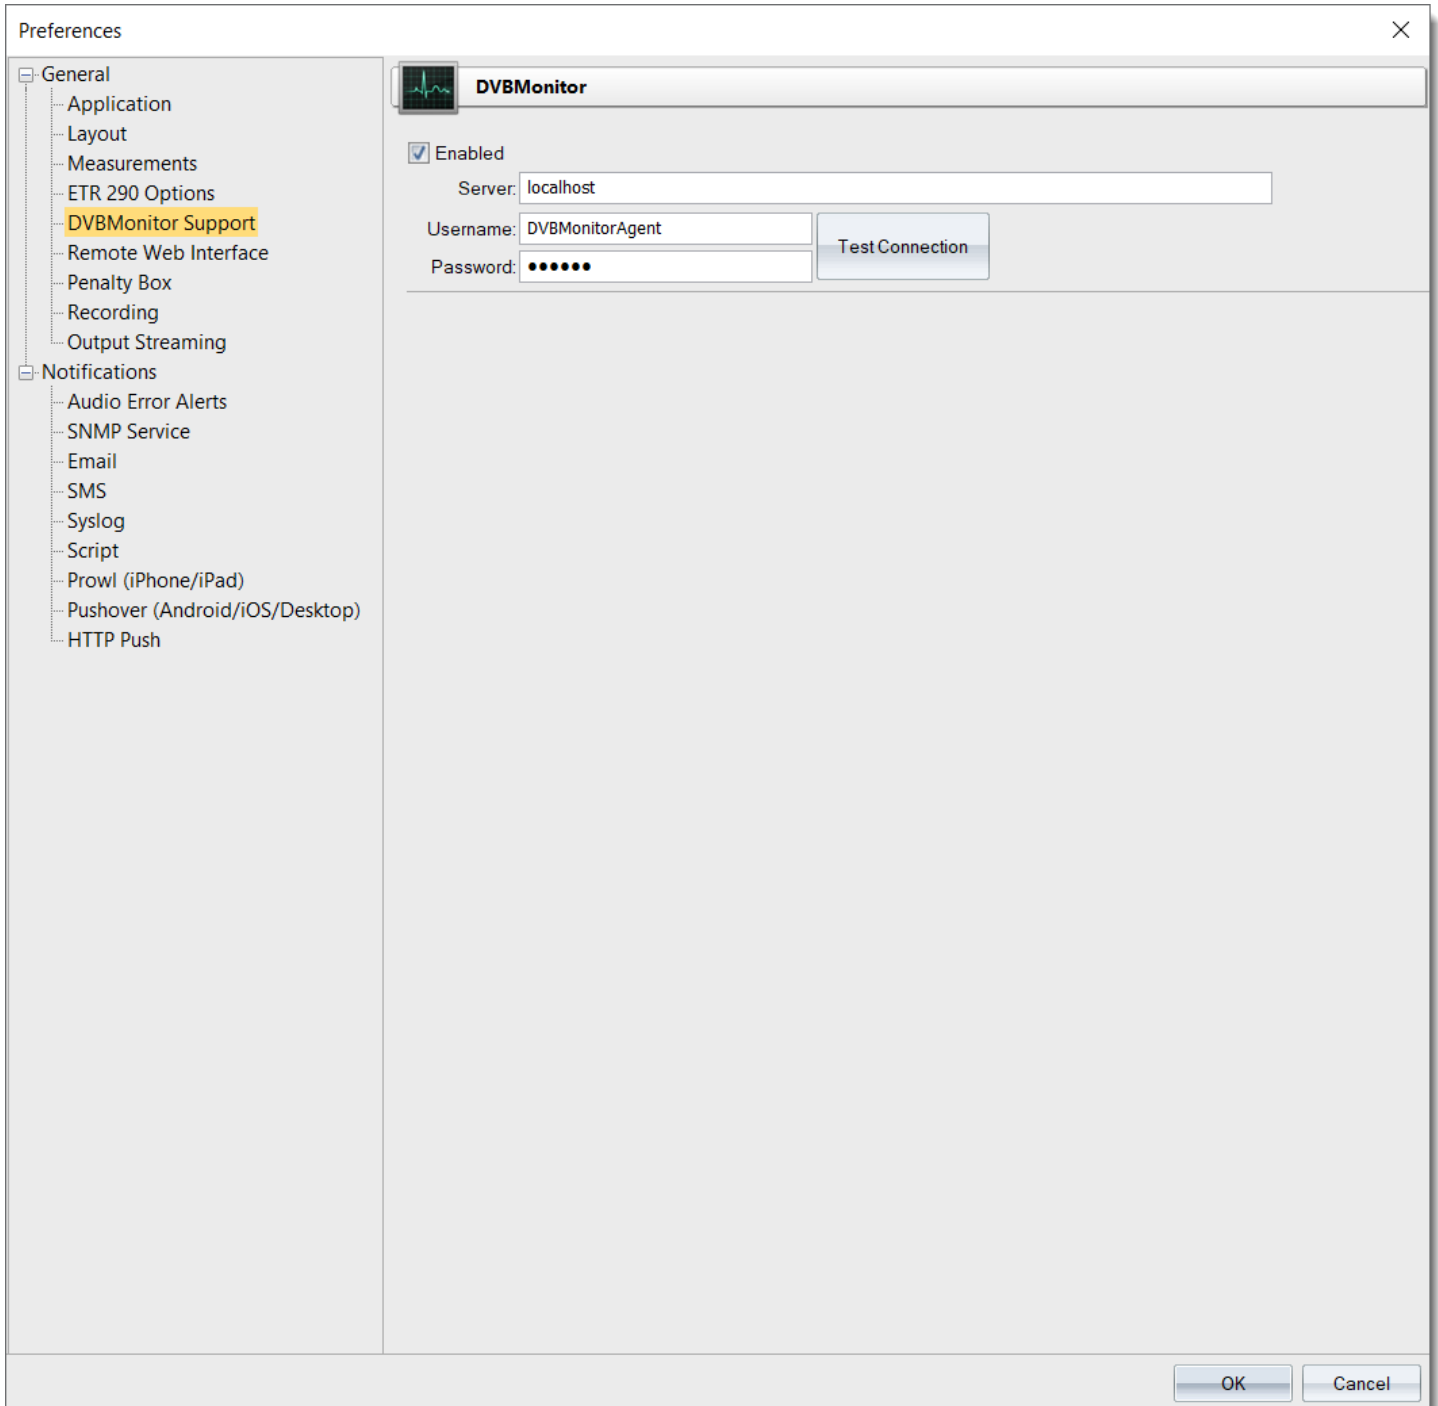 Preferences
General
Application
Layout
Measurements
ETR 290 Options
DVBMonitor Support
Remote Web Interface
Penalty Box
Recording
Output Streaming
Notifications
Audio Error Alerts
SNMP Service
Email
SMS
Syslog
Script
Prowl (iPhone/iPad)
Pushover (Android/iOS/Desktop)
HTTP Push
DVBMonitor
Enabled
Server: localhost
Username: DVBMonitorAgent
Password: ●●●●●●
Test Connection
OK Cancel